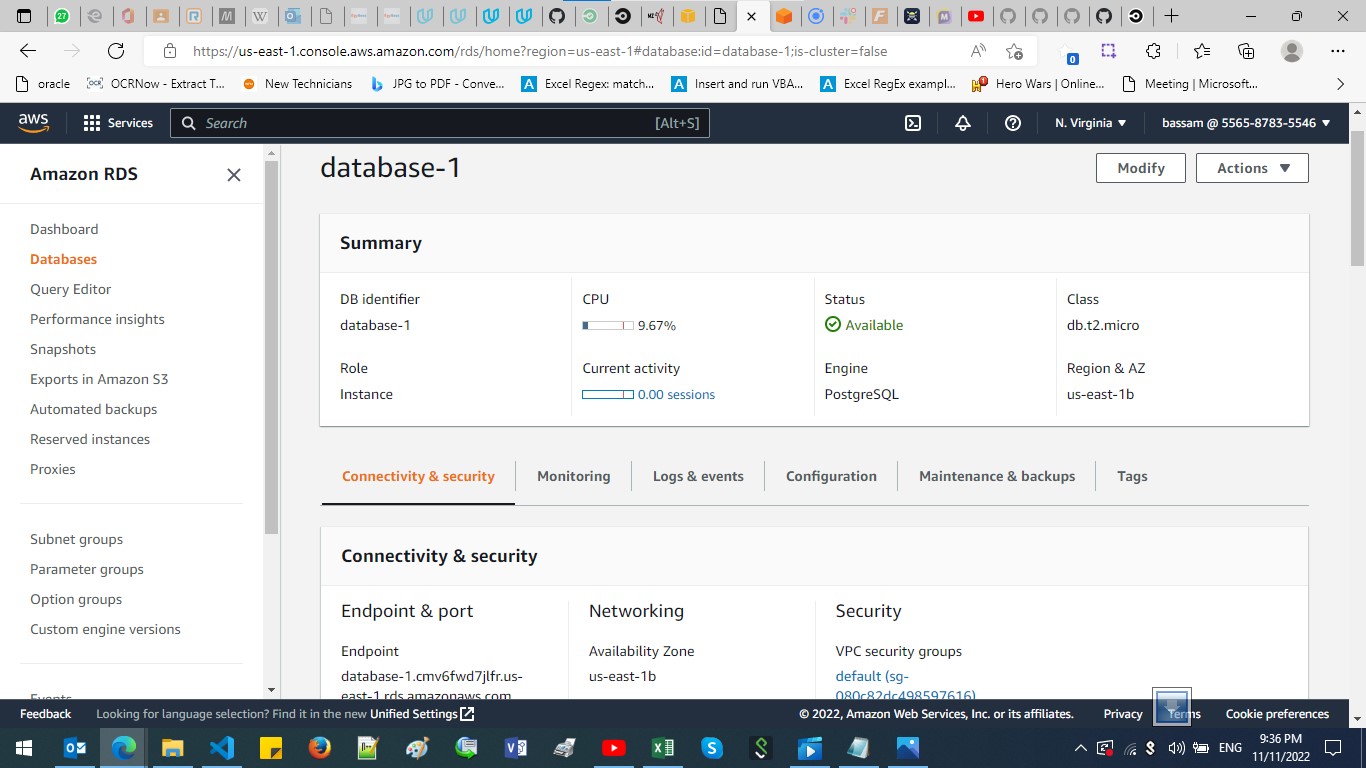 https://us-east-1.console.aws.amazon.com/rds/home?region=us-east-1#database:id=database-1;is-cluster=false
0
oracle
OCRNow - Extract T...
New Technicians
JPG to PDF - Conve...
Excel Regex: match...
Insert and run VBA...
Excel RegEx exampl...
Hero Wars | Online...
Meeting | Microsoft...
aws
Services
Search
[Alt+S]
N. Virginia
bassam @ 5565-8783-5546
Amazon RDS
Dashboard
Databases
Query Editor
Performance insights
Snapshots
Exports in Amazon S3
Automated backups
Reserved instances
Proxies
Subnet groups
Parameter groups
Option groups
Custom engine versions
Events
database-1
Modify
Actions
Summary
DB identifier
database-1
CPU
9.67%
Status
Available
Class
db.t2.micro
Role
Instance
Current activity
0.00 sessions
Engine
PostgreSQL
Region & AZ
us-east-1b
Connectivity & security
Monitoring
Logs & events
Configuration
Maintenance & backups
Tags
Connectivity & security
Endpoint & port
Endpoint
database-1.cmv6fwd7jlfr.us-
east-1.rds.amazonaws.com
Networking
Availability Zone
us-east-1b
Security
VPC security groups
default (sg-
080c82dc498597616)
Feedback
Looking for language selection? Find it in the new Unified Settings
© 2022, Amazon Web Services, Inc. or its affiliates.
Privacy
Terms
Cookie preferences
ENG
9:36 PM
11/11/2022